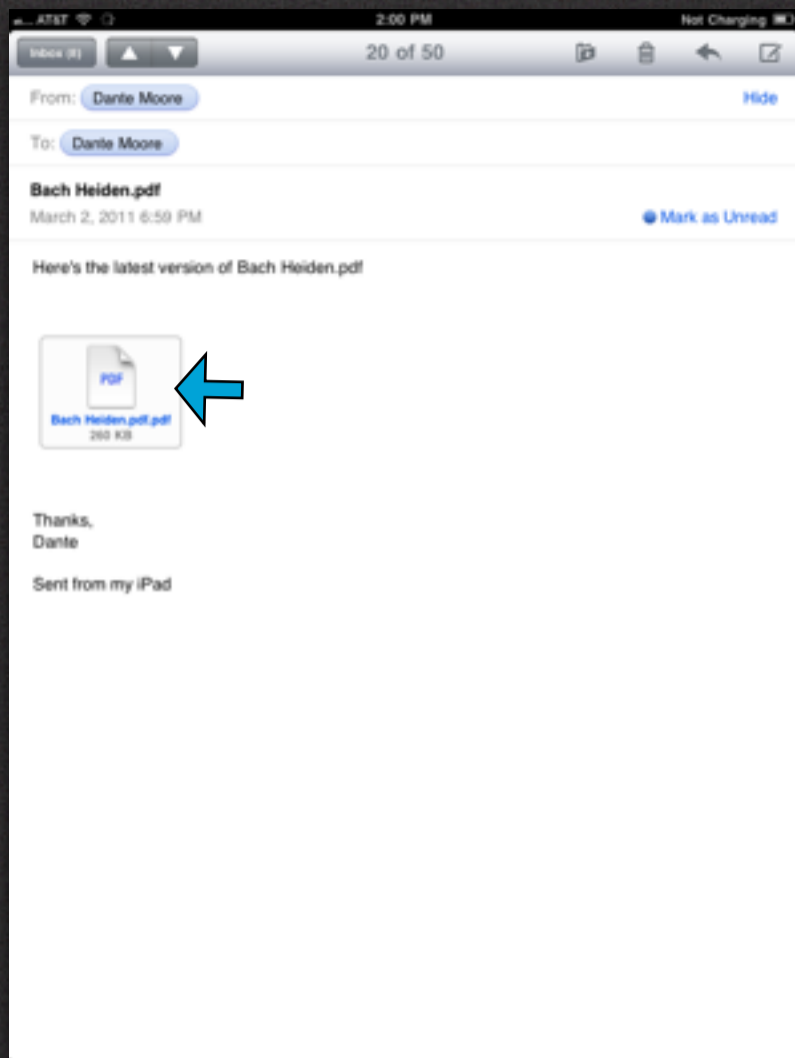 AT&T 2:00 PM Not Charging
Inbox (8) 20 of 50
From: Dante Moore Hide
To: Dante Moore
Bach Heiden.pdf
March 2, 2011 6:59 PM Mark as Unread
Here's the latest version of Bach Heiden.pdf
PDF
Bach Heiden.pdf.pdf
260 KB
Thanks,
Dante
Sent from my iPad